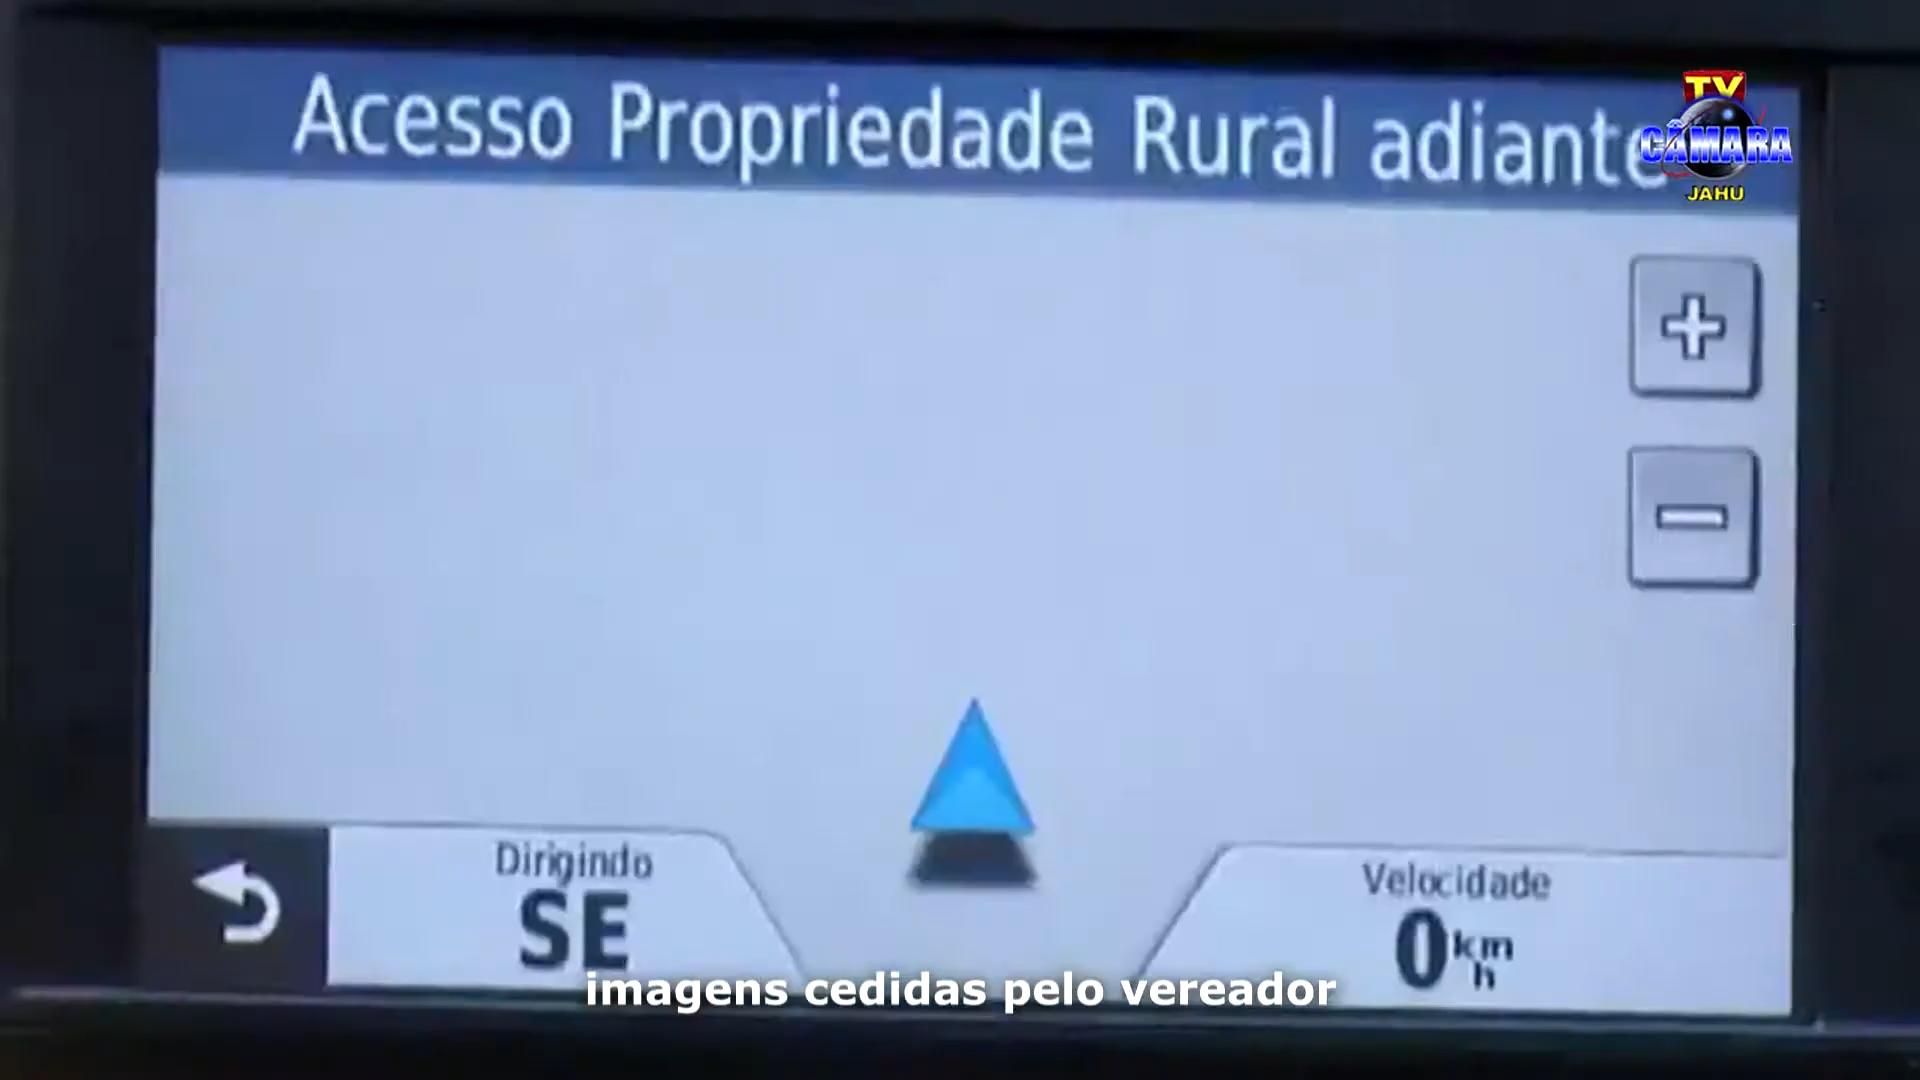 Acesso Propriedade Rural adiante
TV
CÂMARA
JAHU
Dirigindo
SE
Velocidade
0 km/h
imagens cedidas pelo vereador